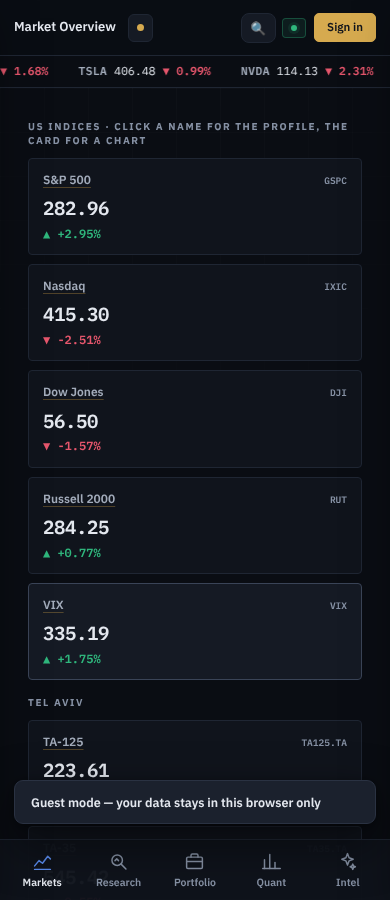 Market Overview
Sign in
▼ 1.68% TSLA 406.48 ▼ 0.99% NVDA 114.13 ▼ 2.31%
US INDICES · CLICK A NAME FOR THE PROFILE, THE
CARD FOR A CHART
S&P 500 GSPC
282.96
▲ +2.95%
Nasdaq IXIC
415.30
▼ -2.51%
Dow Jones DJI
56.50
▼ -1.57%
Russell 2000 RUT
284.25
▲ +0.77%
VIX VIX
335.19
▲ +1.75%
TEL AVIV
TA-125 TA125.TA
223.61
Guest mode — your data stays in this browser only
Markets Research Portfolio Quant Intel